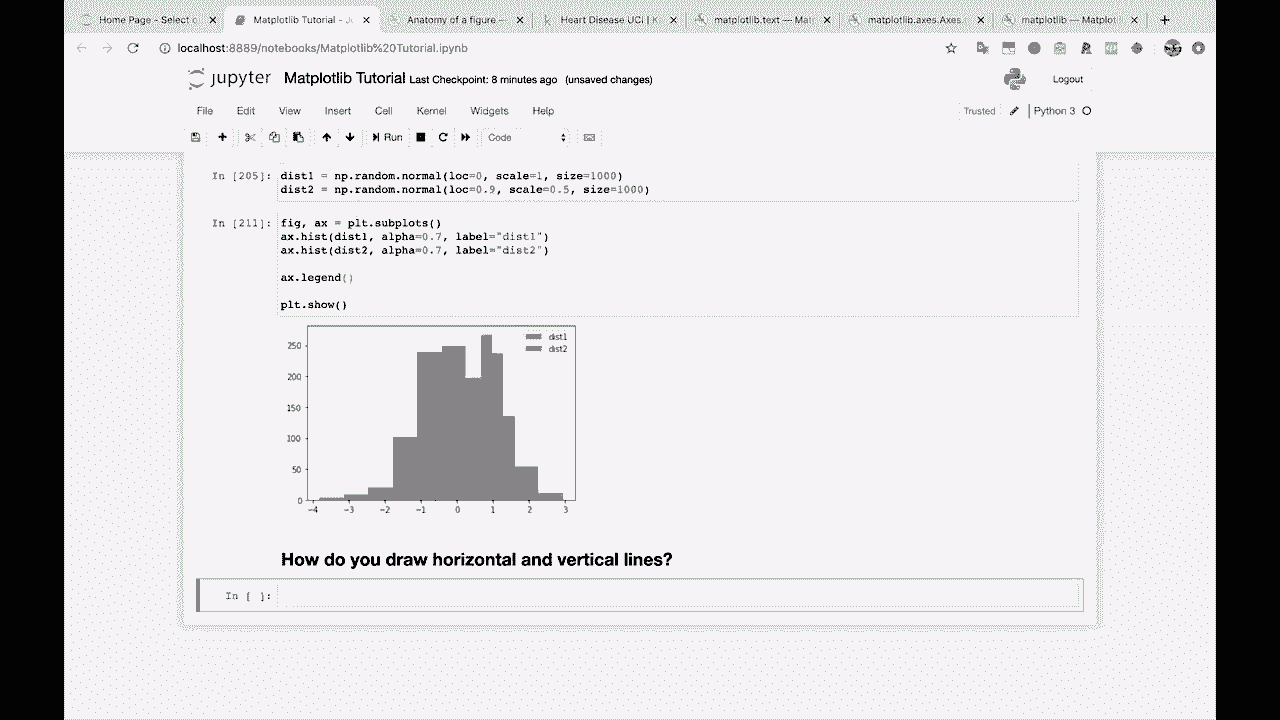 Home Page - Select o
Matplotlib Tutorial - Ju
Anatomy of a figure —
Heart Disease UCI | K
matplotlib.text — Mat
matplotlib.axes.Axes.
matplotlib — Matplot
localhost:8889/notebooks/Matplotlib%20Tutorial.ipynb
jupyter Matplotlib Tutorial Last Checkpoint: 8 minutes ago (unsaved changes)
Logout
File Edit View Insert Cell Kernel Widgets Help
Trusted
Python 3
Run
Code
In [205]: dist1 = np.random.normal(loc=0, scale=1, size=1000)
dist2 = np.random.normal(loc=0.9, scale=0.5, size=1000)
In [211]: fig, ax = plt.subplots()
ax.hist(dist1, alpha=0.7, label="dist1")
ax.hist(dist2, alpha=0.7, label="dist2")
ax.legend()
plt.show()
dist1
dist2
250
200
150
100
50
0
−4 −3 −2 −1 0 1 2 3
How do you draw horizontal and vertical lines?
In [ ]: